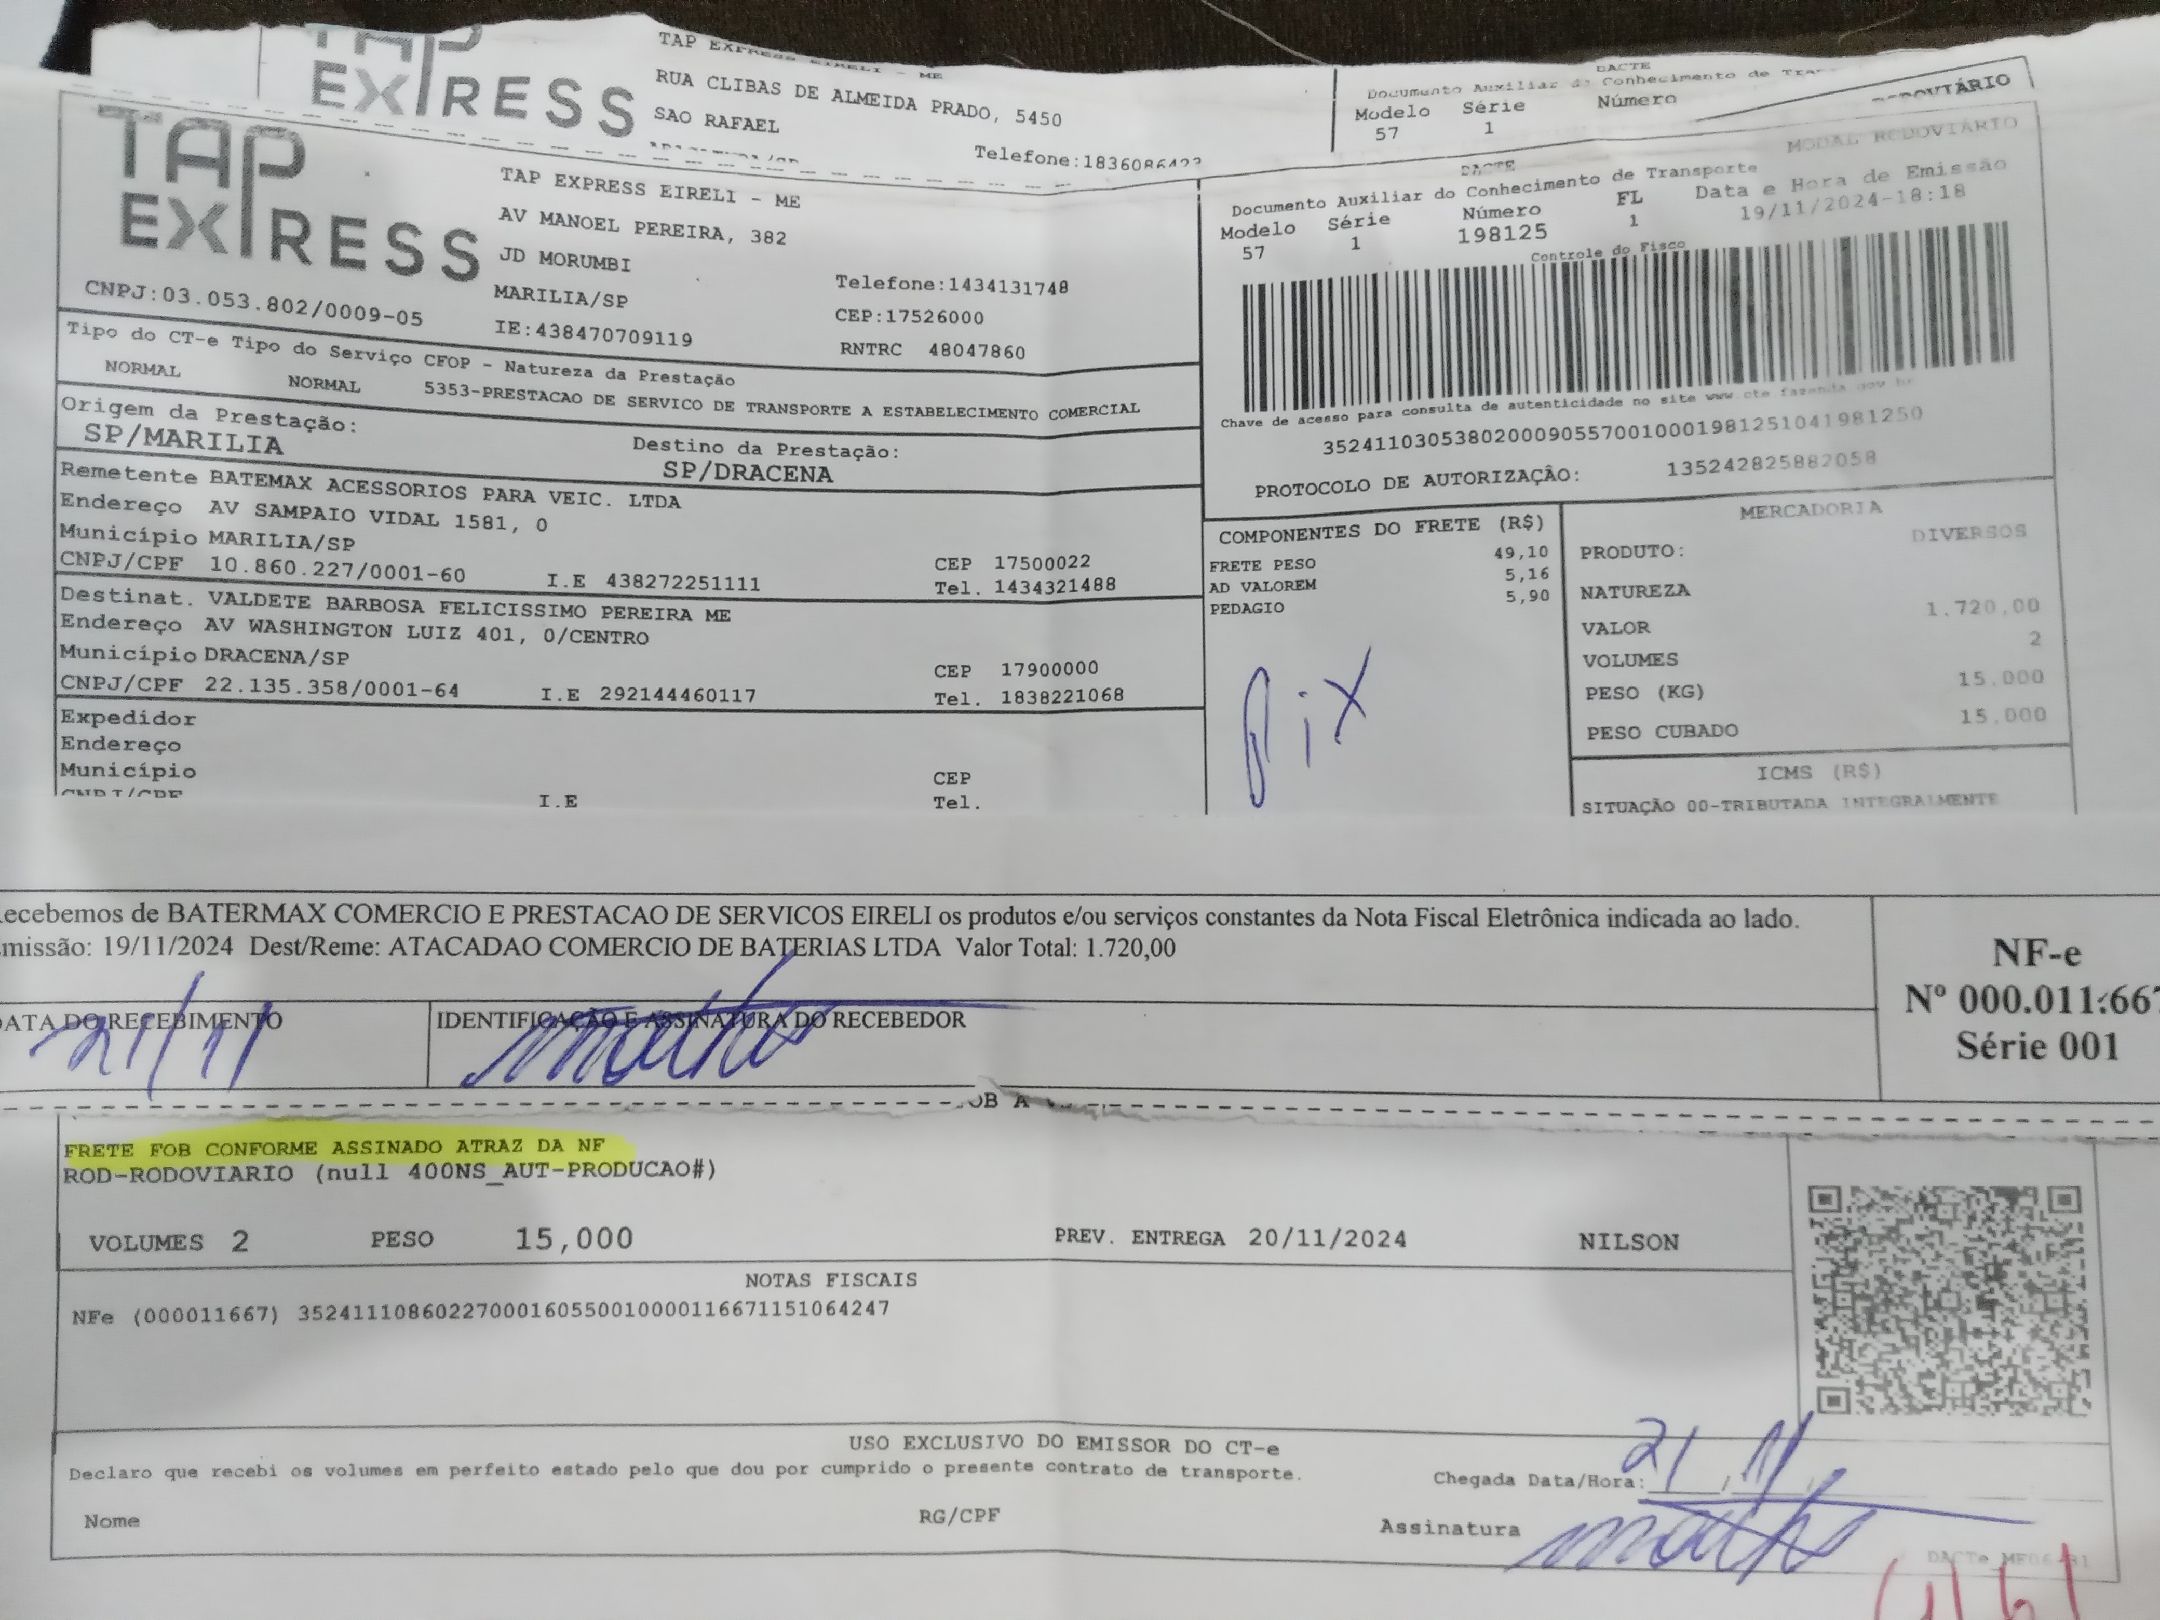 TAP EXPRESS
TAP EXPRESS EIRELI - ME
RUA CLIBAS DE ALMEIDA PRADO, 5450
SAO RAFAEL
Telefone:1836086423
DACTE
Documento Auxiliar do Conhecimento de
Modelo Série Número
57 1
RODOVIÁRIO
TAP EXPRESS
CNPJ:03.053.802/0009-05
TAP EXPRESS EIRELI - ME
AV MANOEL PEREIRA, 382
JD MORUMBI
MARILIA/SP
IE:438470709119
Telefone:1434131748
CEP:17526000
RNTRC 48047860
DACTE
MODAL RODOVIÁRIO
Documento Auxiliar do Conhecimento de Transporte
Modelo Série Número FL Data e Hora de Emissão
57 1 198125 1 19/11/2024-18:18
Controle do Fisco
Chave de acesso para consulta de autenticidade no site www.cte.fazenda.gov.br
35241103053802000905570010001981251041981250
PROTOCOLO DE AUTORIZAÇÃO: 135242825882058
Tipo do CT-e Tipo do Serviço CFOP - Natureza da Prestação
NORMAL NORMAL 5353-PRESTACAO DE SERVICO DE TRANSPORTE A ESTABELECIMENTO COMERCIAL
Origem da Prestação: Destino da Prestação:
SP/MARILIA SP/DRACENA
Remetente BATEMAX ACESSORIOS PARA VEIC. LTDA
Endereço AV SAMPAIO VIDAL 1581, 0
Município MARILIA/SP CEP 17500022
CNPJ/CPF 10.860.227/0001-60 I.E 438272251111 Tel. 1434321488
Destinat. VALDETE BARBOSA FELICISSIMO PEREIRA ME
Endereço AV WASHINGTON LUIZ 401, 0/CENTRO
Município DRACENA/SP CEP 17900000
CNPJ/CPF 22.135.358/0001-64 I.E 292144460117 Tel. 1838221068
Expedidor
Endereço
Município CEP
CNPJ/CPF I.E Tel.
COMPONENTES DO FRETE (R$)
FRETE PESO 49,10
AD VALOREM 5,16
PEDAGIO 5,90
Pix
MERCADORIA
PRODUTO: DIVERSOS
NATUREZA
VALOR 1.720,00
VOLUMES 2
PESO (KG) 15.000
PESO CUBADO 15.000
ICMS (R$)
SITUAÇÃO 00-TRIBUTADA INTEGRALMENTE
ecebemos de BATERMAX COMERCIO E PRESTACAO DE SERVICOS EIRELI os produtos e/ou serviços constantes da Nota Fiscal Eletrônica indicada ao lado.
missão: 19/11/2024 Dest/Reme: ATACADAO COMERCIO DE BATERIAS LTDA Valor Total: 1.720,00
NF-e
Nº 000.011.667
Série 001
DATA DO RECEBIMENTO IDENTIFICAÇÃO E ASSINATURA DO RECEBEDOR
21/11
FRETE FOB CONFORME ASSINADO ATRAZ DA NF
ROD-RODOVIARIO (null 400NS_AUT-PRODUCAO#)
VOLUMES 2 PESO 15,000 PREV. ENTREGA 20/11/2024 NILSON
NOTAS FISCAIS
NFe (000011667) 35241110860227000160550010000116671151064247
USO EXCLUSIVO DO EMISSOR DO CT-e
Declaro que recebi os volumes em perfeito estado pelo que dou por cumprido o presente contrato de transporte.
Chegada Data/Hora: 21/11/
Nome RG/CPF Assinatura